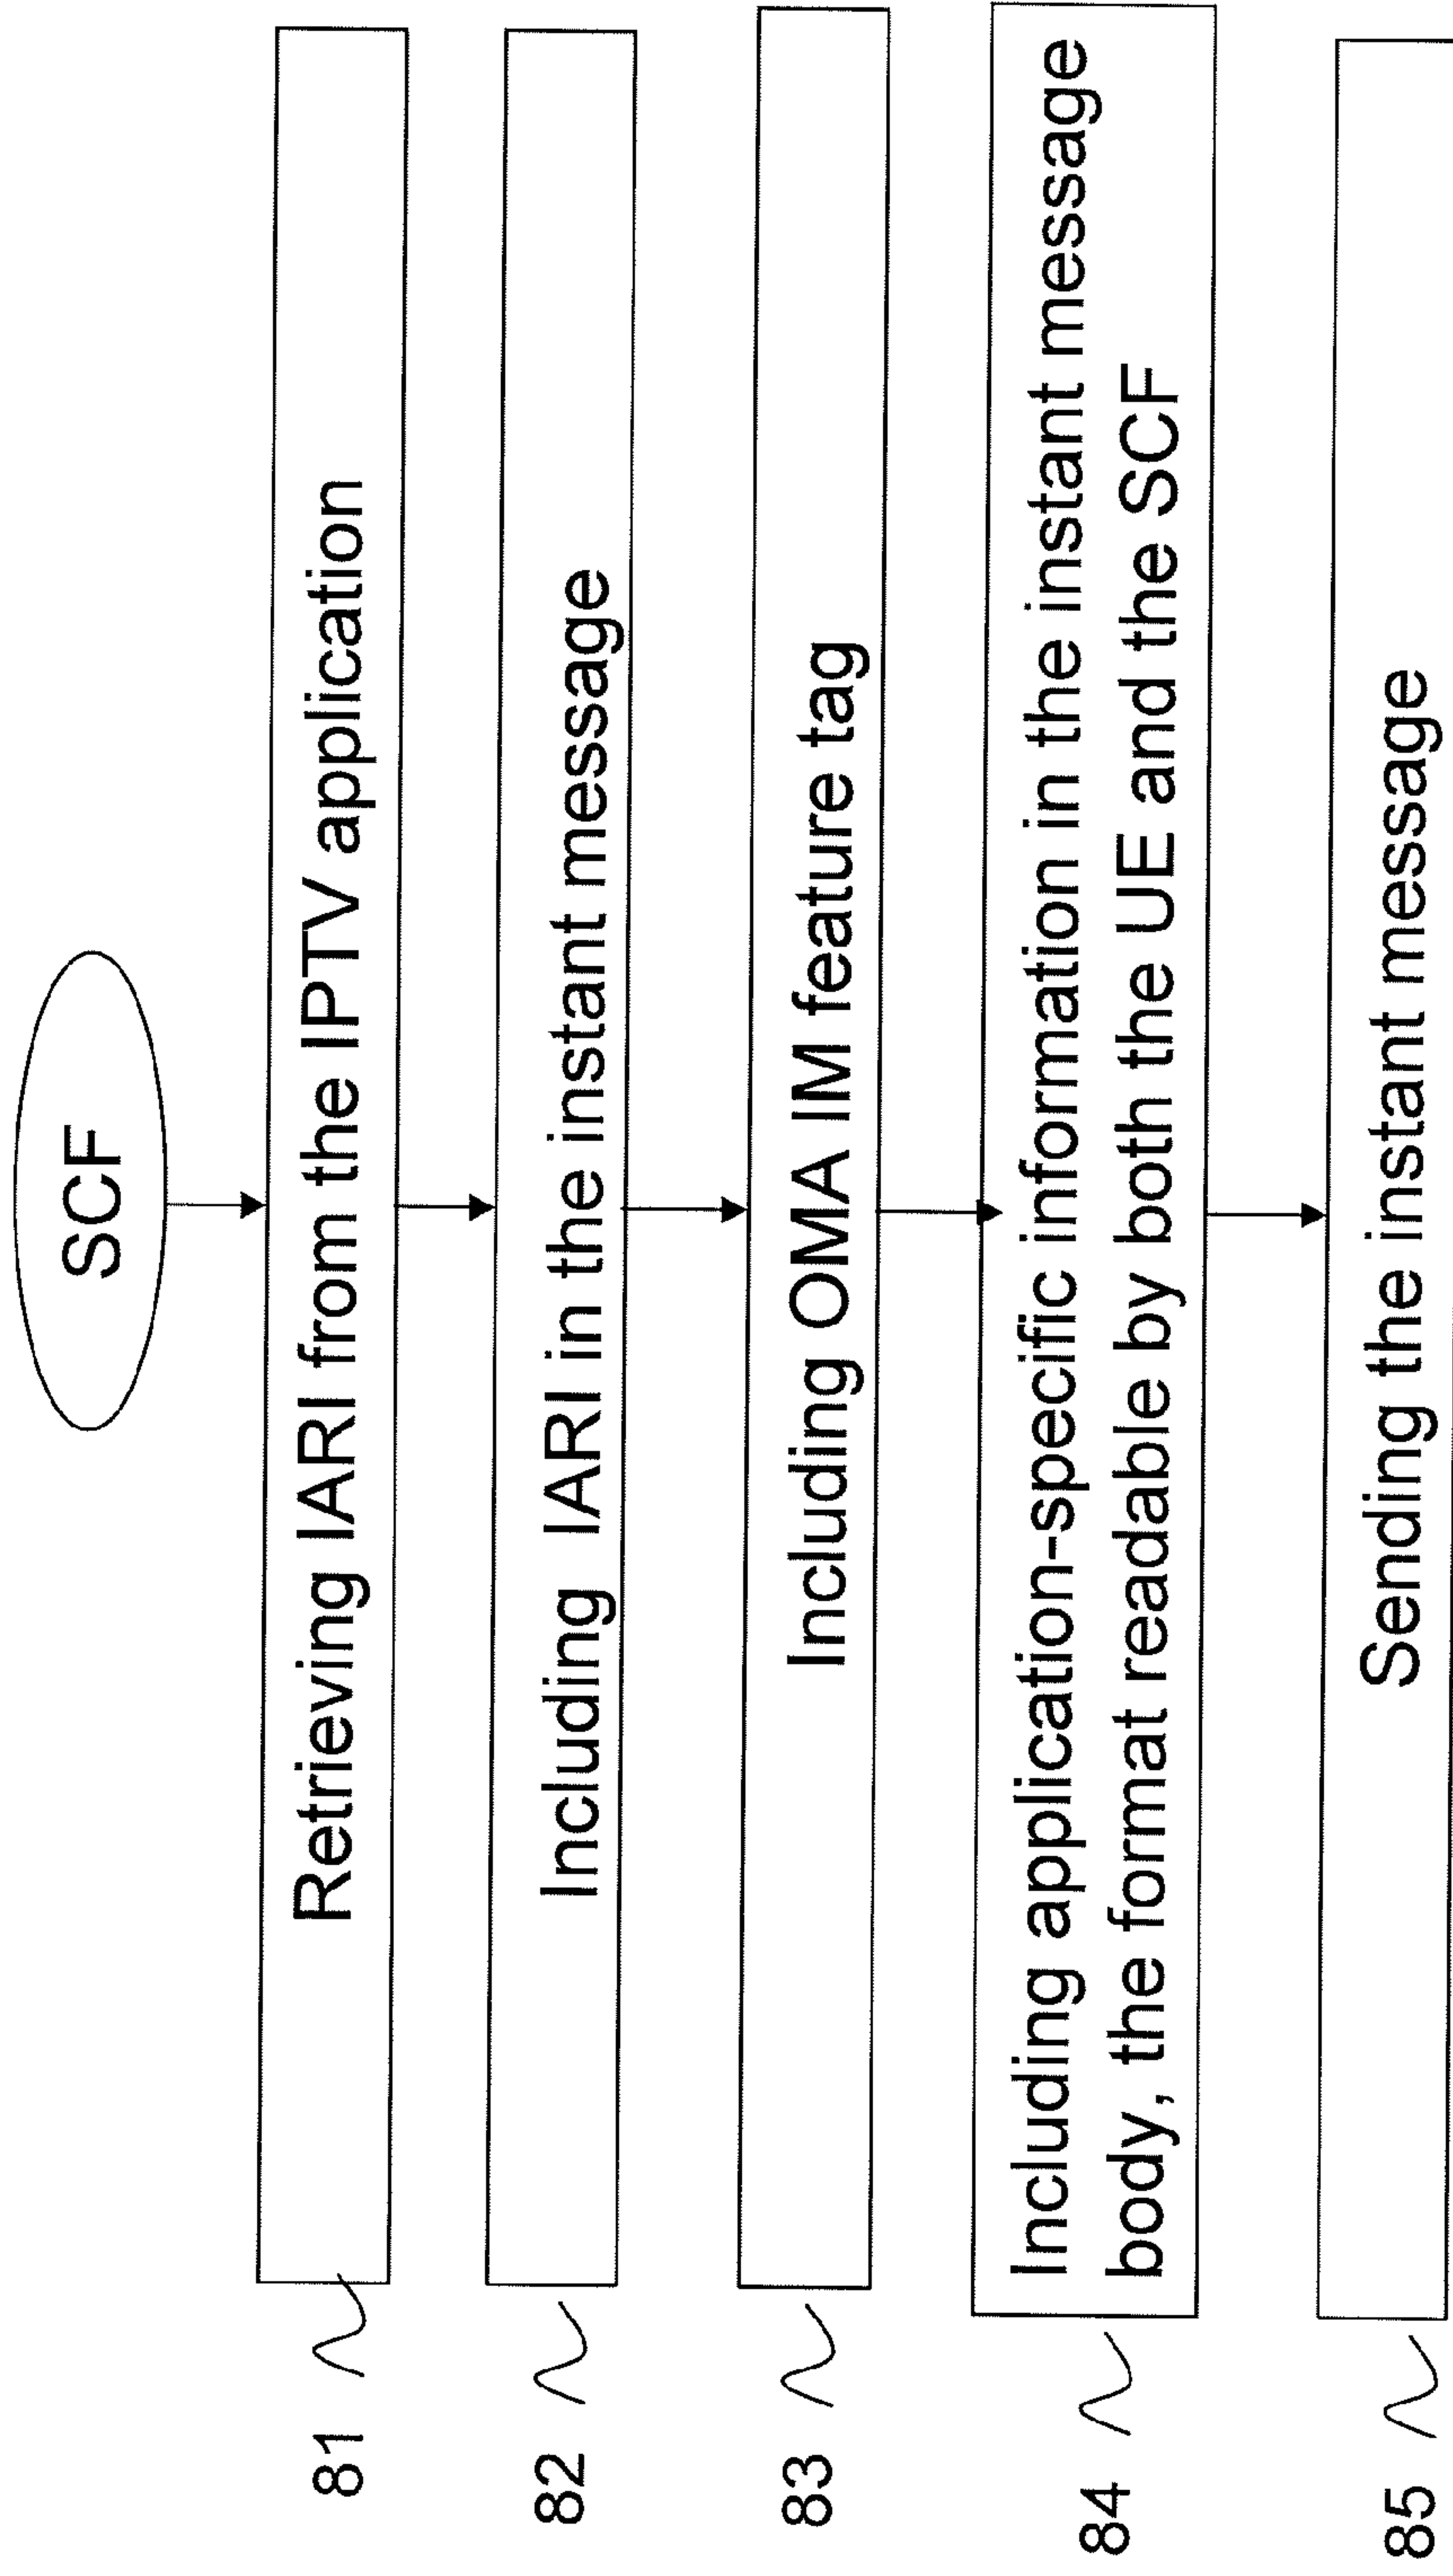 SCF
81 Retrieving IARI from the IPTV application
82 Including IARI in the instant message
83 Including OMA IM feature tag
84 Including application-specific information in the instant message
body, the format readable by both the UE and the SCF
85 Sending the instant message